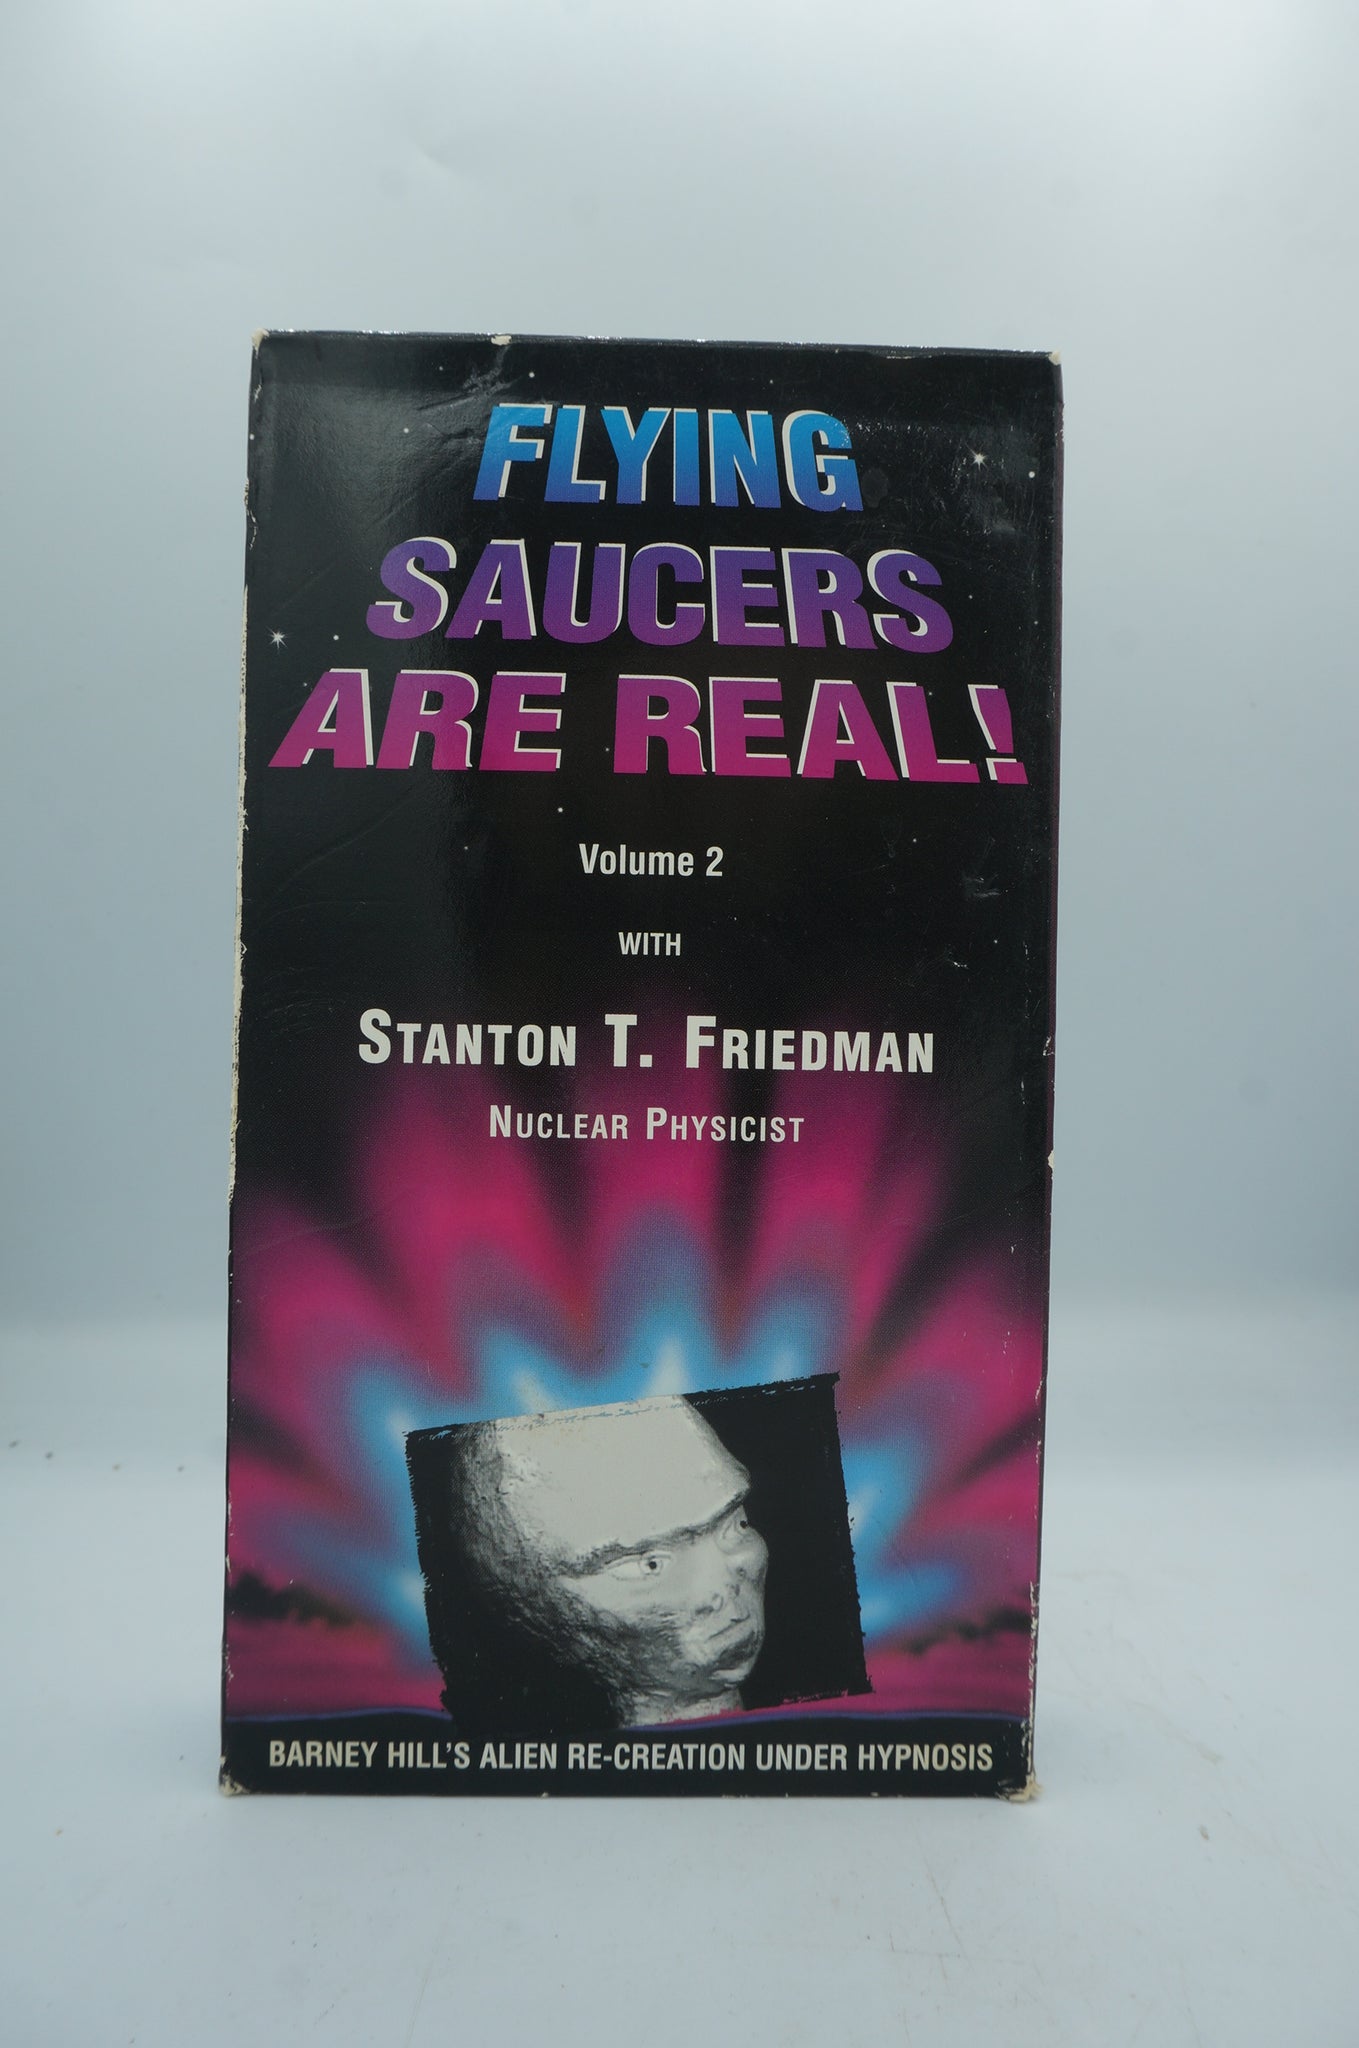 FLYING
SAUCERS
ARE REAL!
Volume 2
WITH
STANTON T. FRIEDMAN
NUCLEAR PHYSICIST
BARNEY HILL'S ALIEN RE-CREATION UNDER HYPNOSIS